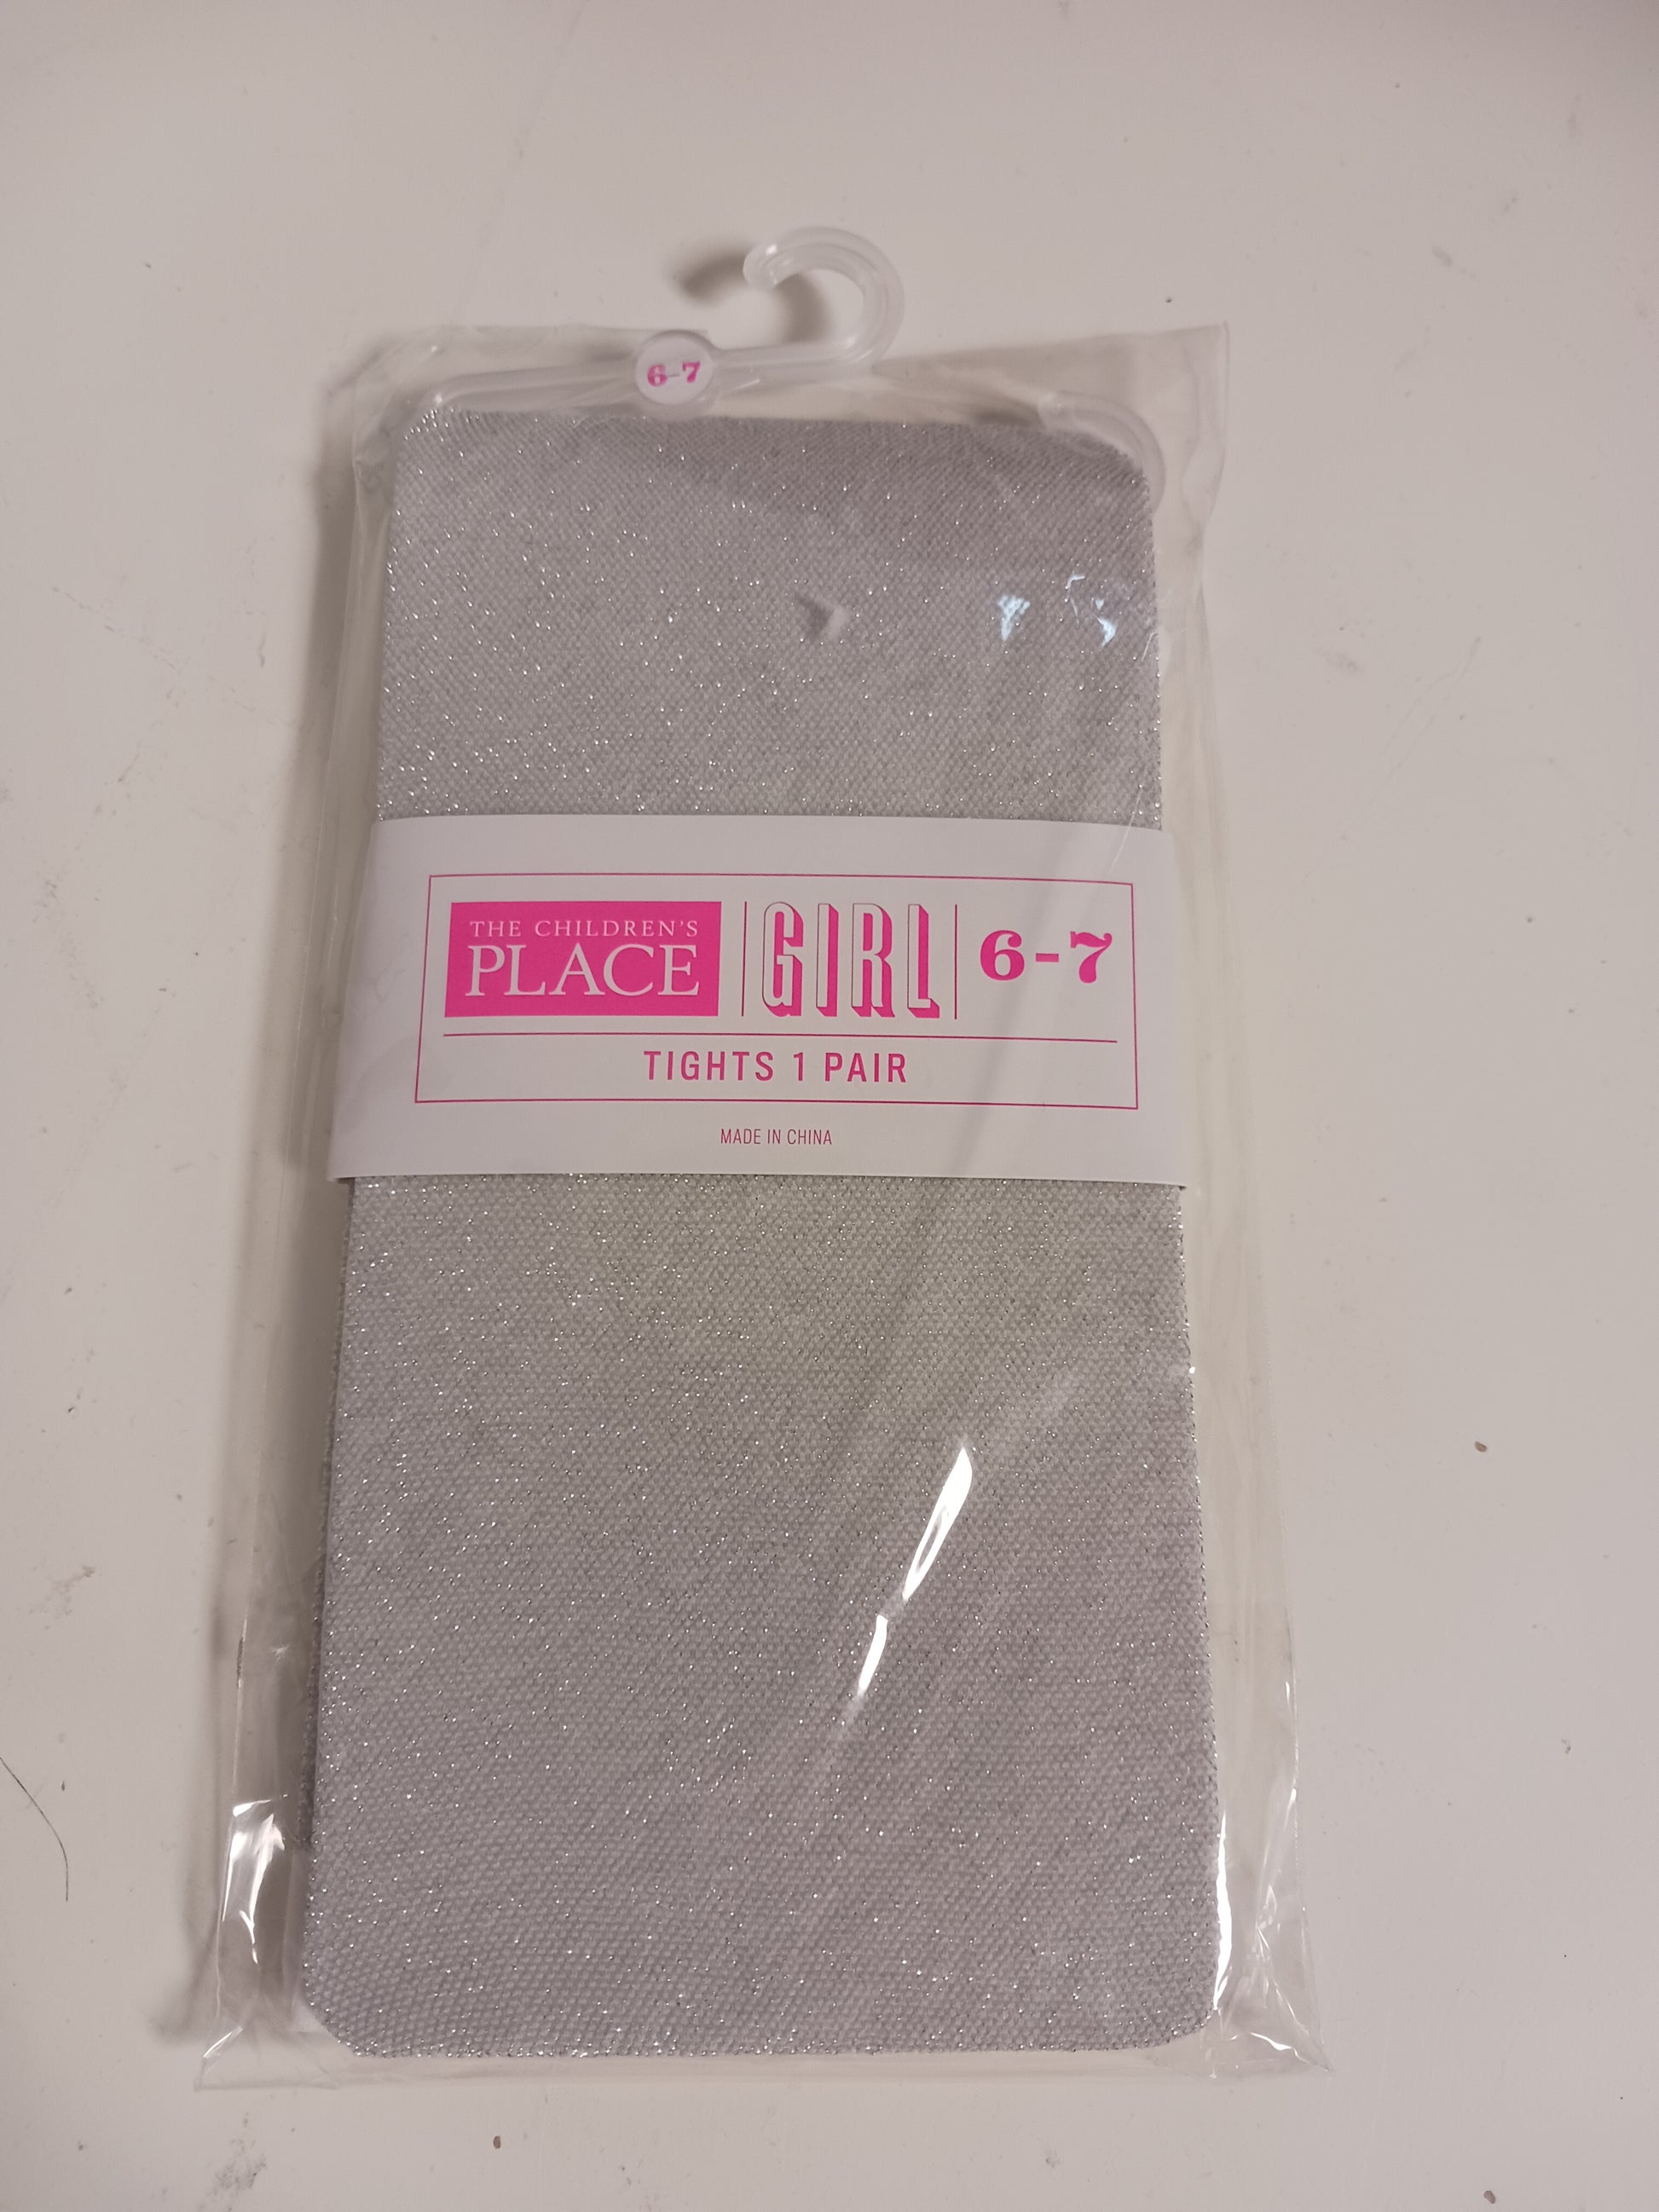 6-7
THE CHILDREN'S
PLACE
GIRL
6-7
TIGHTS 1 PAIR
MADE IN CHINA